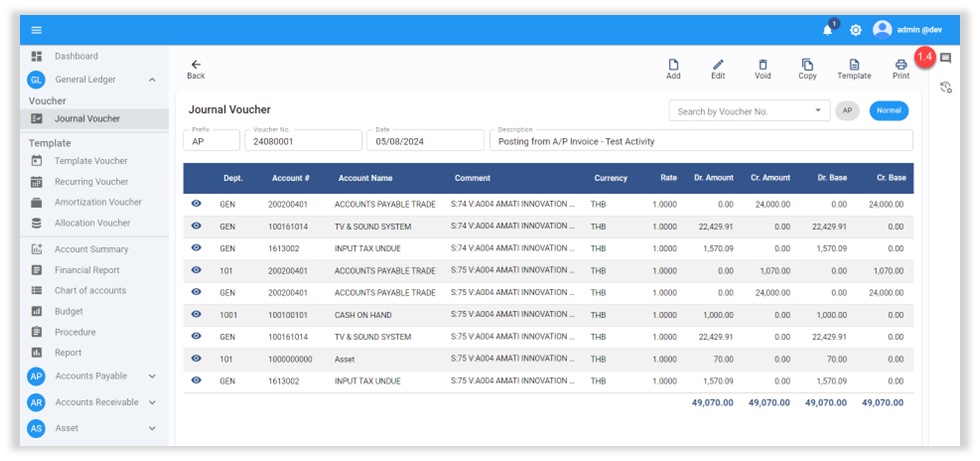 1
admin @dev
Dashboard
GL General Ledger
Voucher
Journal Voucher
Template
Template Voucher
Recurring Voucher
Amortization Voucher
Allocation Voucher
Account Summary
Financial Report
Chart of accounts
Budget
Procedure
Report
AP Accounts Payable
AR Accounts Receivable
AS Asset
Back
Add Edit Void Copy Template Print
1.4
Journal Voucher
Search by Voucher No.
AP
Normal
Prefix Voucher No. Date Description
AP 24080001 05/08/2024 Posting from A/P Invoice - Test Activity
Dept. Account # Account Name Comment Currency Rate Dr. Amount Cr. Amount Dr. Base Cr. Base
GEN 200200401 ACCOUNTS PAYABLE TRADE S:74 V:A004 AMATI INNOVATION ... THB 1.0000 0.00 24,000.00 0.00 24,000.00
GEN 100161014 TV & SOUND SYSTEM S:74 V:A004 AMATI INNOVATION ... THB 1.0000 22,429.91 0.00 22,429.91 0.00
GEN 1613002 INPUT TAX UNDUE S:74 V:A004 AMATI INNOVATION ... THB 1.0000 1,570.09 0.00 1,570.09 0.00
101 200200401 ACCOUNTS PAYABLE TRADE S:75 V:A004 AMATI INNOVATION ... THB 1.0000 0.00 1,070.00 0.00 1,070.00
GEN 200200401 ACCOUNTS PAYABLE TRADE S:75 V:A004 AMATI INNOVATION ... THB 1.0000 0.00 24,000.00 0.00 24,000.00
1001 100100101 CASH ON HAND S:75 V:A004 AMATI INNOVATION ... THB 1.0000 1,000.00 0.00 1,000.00 0.00
GEN 100161014 TV & SOUND SYSTEM S:75 V:A004 AMATI INNOVATION ... THB 1.0000 22,429.91 0.00 22,429.91 0.00
101 1000000000 Asset S:75 V:A004 AMATI INNOVATION ... THB 1.0000 70.00 0.00 70.00 0.00
GEN 1613002 INPUT TAX UNDUE S:75 V:A004 AMATI INNOVATION ... THB 1.0000 1,570.09 0.00 1,570.09 0.00
49,070.00 49,070.00 49,070.00 49,070.00